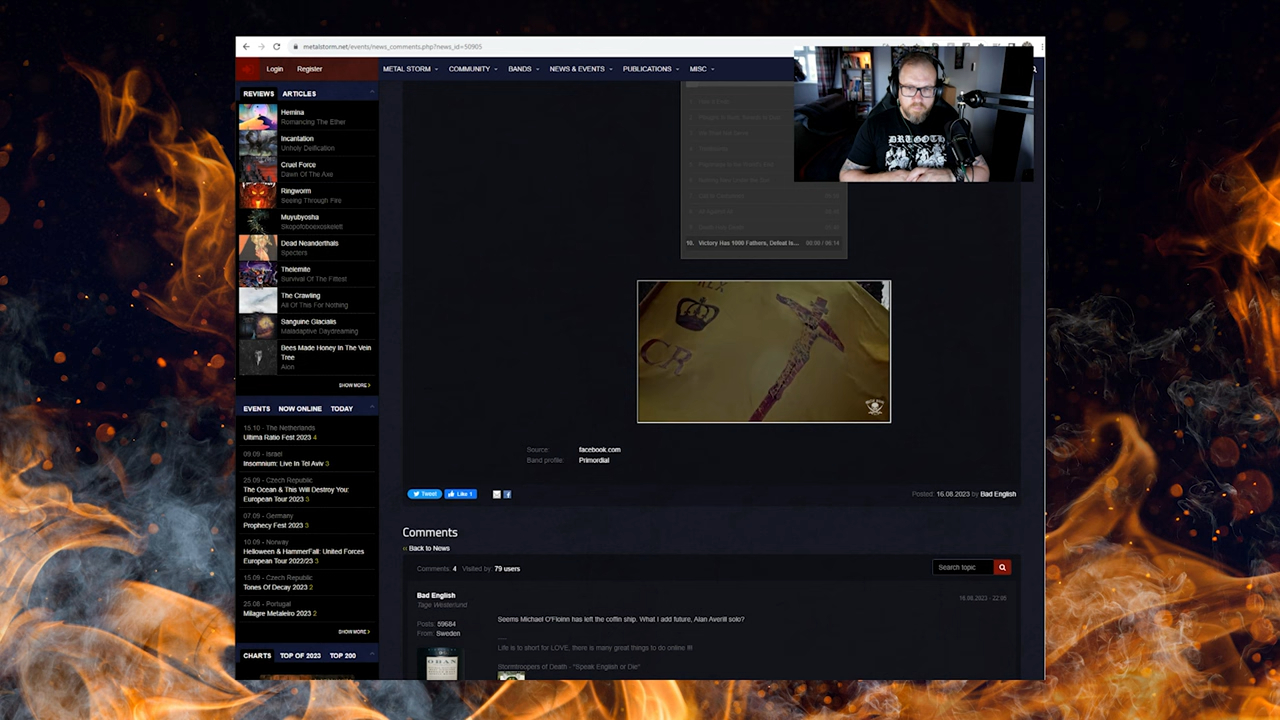 metalstorm.net/events/news_comments.php?news_id=50905
Login Register METAL STORM COMMUNITY BANDS NEWS & EVENTS PUBLICATIONS MISC
REVIEWS ARTICLES
Hemina
Romancing The Ether
Incantation
Unholy Deification
Cruel Force
Dawn Of The Axe
Ringworm
Seeing Through Fire
Muyubyosha
Skopofoboexoskelett
Dead Neanderthals
Specters
Thelemite
Survival Of The Fittest
The Crawling
All Of This For Nothing
Sanguine Glacialis
Maladaptive Daydreaming
Bees Made Honey In The Vein
Tree
Aion
SHOW MORE
EVENTS NOW ONLINE TODAY
15.10 - The Netherlands
Ultima Ratio Fest 2023 4
09.09 - Israel
Insomnium: Live In Tel Aviv 3
25.09 - Czech Republic
The Ocean & This Will Destroy You:
European Tour 2023 3
07.09 - Germany
Prophecy Fest 2023 3
10.09 - Norway
Helloween & HammerFall: United Forces
European Tour 2022/23 3
15.09 - Czech Republic
Tones Of Decay 2023 2
25.08 - Portugal
Milagre Metaleiro 2023 2
SHOW MORE
CHARTS TOP OF 2023 TOP 200
DRUGOTH
10. Victory Has 1000 Fathers, Defeat Is... 00:00 / 06:14
REX
CR
Source: facebook.com
Band profile: Primordial
Tweet Like 1
Posted: 16.08.2023 by Bad English
Comments
Back to News
Comments: 4 Visited by: 79 users
Search topic
Bad English
Tage Westerlund
Posts: 59684
From: Sweden
16.08.2023 - 22:98
Seems Michael O'Floinn has left the coffin ship. What I add future, Alan Averill solo?
----
Life is to short for LOVE, there is many great things to do online !!!
Stormtroopers of Death - "Speak English or Die"